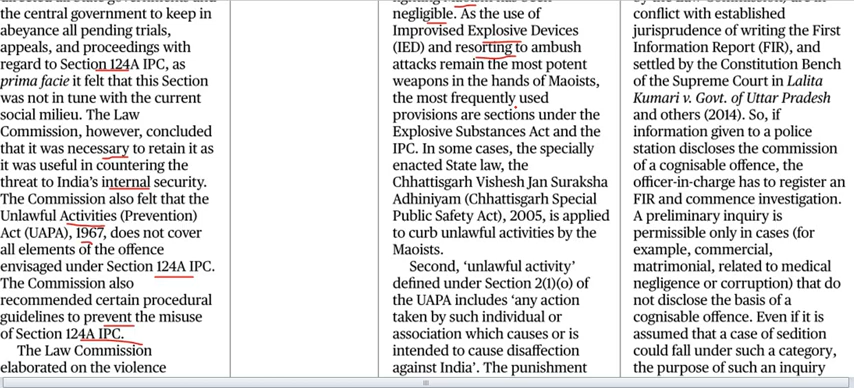 the central government to keep in
abeyance all pending trials,
appeals, and proceedings with
regard to Section 124A IPC, as
prima facie it felt that this Section
was not in tune with the current
social milieu. The Law
Commission, however, concluded
that it was necessary to retain it as
it was useful in countering the
threat to India's internal security.
The Commission also felt that the
Unlawful Activities (Prevention)
Act (UAPA), 1967, does not cover
all elements of the offence
envisaged under Section 124A IPC.
The Commission also
recommended certain procedural
guidelines to prevent the misuse
of Section 124A IPC.
The Law Commission
elaborated on the violence
negligible. As the use of
Improvised Explosive Devices
(IED) and resorting to ambush
attacks remain the most potent
weapons in the hands of Maoists,
the most frequently used
provisions are sections under the
Explosive Substances Act and the
IPC. In some cases, the specially
enacted State law, the
Chhattisgarh Vishesh Jan Suraksha
Adhiniyam (Chhattisgarh Special
Public Safety Act), 2005, is applied
to curb unlawful activities by the
Maoists.
Second, 'unlawful activity'
defined under Section 2(1)(o) of
the UAPA includes 'any action
taken by such individual or
association which causes or is
intended to cause disaffection
against India'. The punishment
conflict with established
jurisprudence of writing the First
Information Report (FIR), and
settled by the Constitution Bench
of the Supreme Court in Lalita
Kumari v. Govt. of Uttar Pradesh
and others (2014). So, if
information given to a police
station discloses the commission
of a cognisable offence, the
officer-in-charge has to register an
FIR and commence investigation.
A preliminary inquiry is
permissible only in cases (for
example, commercial,
matrimonial, related to medical
negligence or corruption) that do
not disclose the basis of a
cognisable offence. Even if it is
assumed that a case of sedition
could fall under such a category,
the purpose of such an inquiry